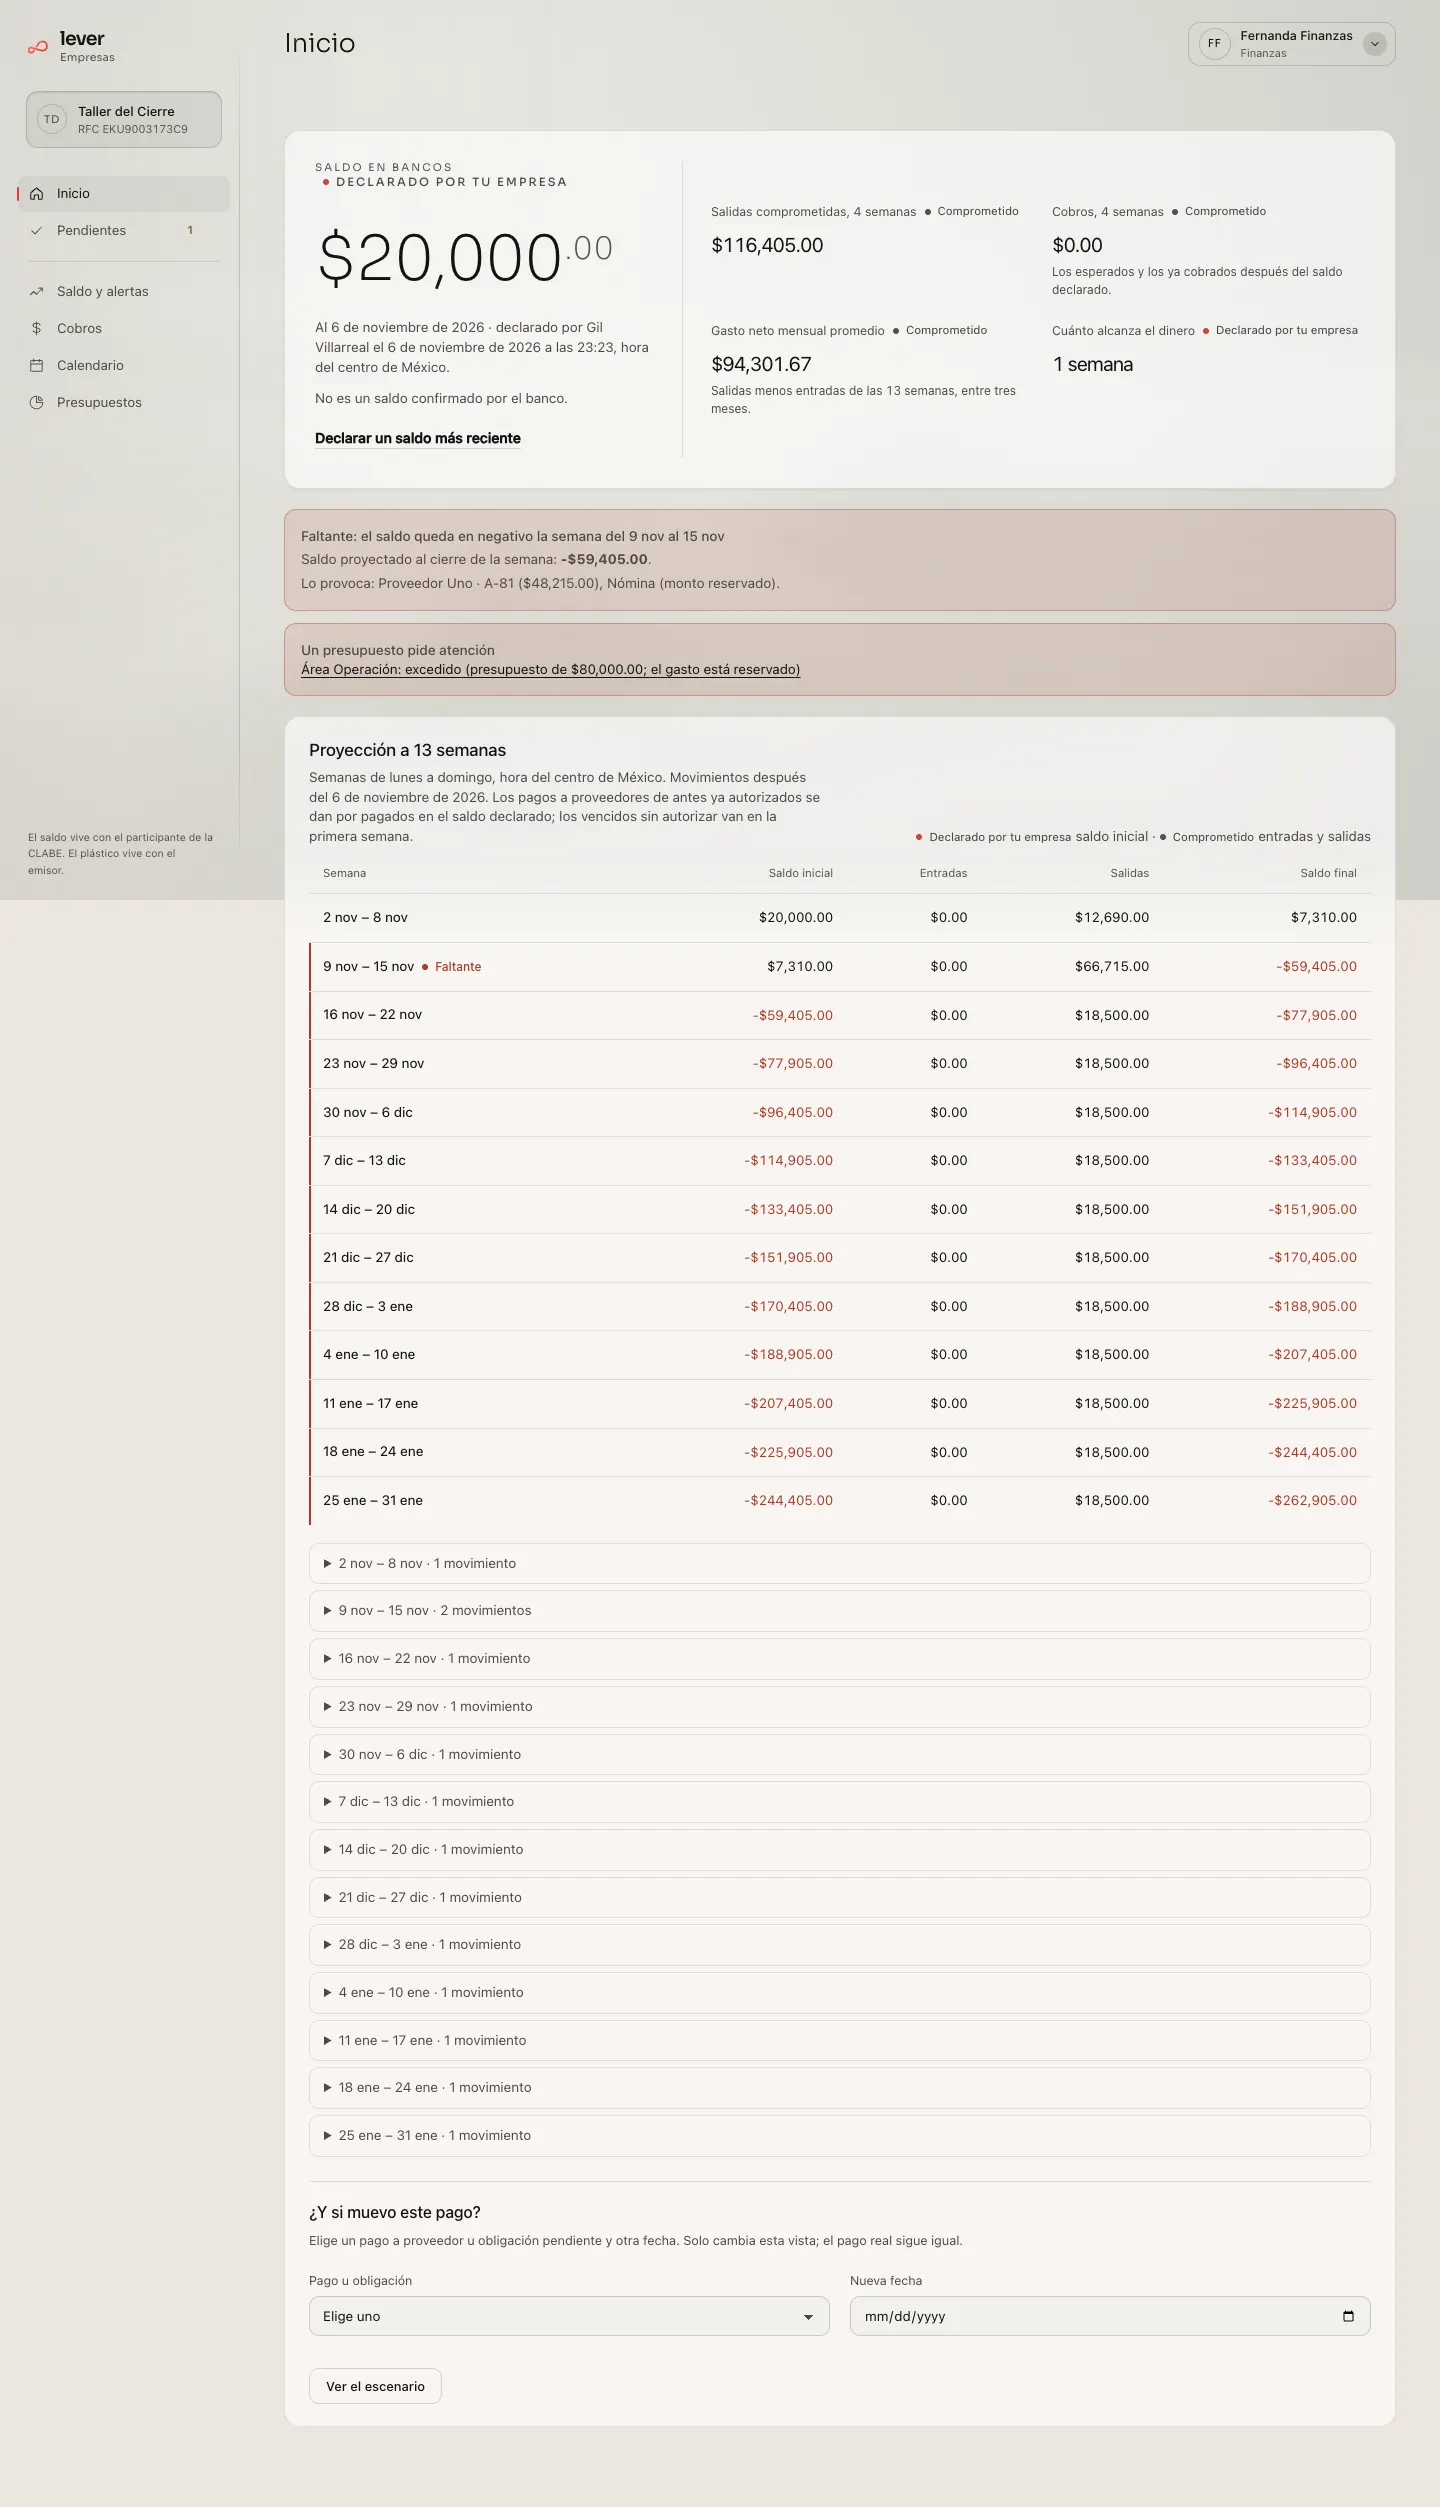 lever
Empresas
TD
Taller del Cierre
RFC EKU9003173C9
Inicio
Pendientes 1
Saldo y alertas
Cobros
Calendario
Presupuestos
El saldo vive con el participante de la
CLABE. El plástico vive con el
emisor.
Inicio
FF
Fernanda Finanzas
Finanzas
SALDO EN BANCOS
DECLARADO POR TU EMPRESA
$20,000.00
Al 6 de noviembre de 2026 · declarado por Gil
Villarreal el 6 de noviembre de 2026 a las 23:23, hora
del centro de México.
No es un saldo confirmado por el banco.
Declarar un saldo más reciente
Salidas comprometidas, 4 semanas Comprometido
$116,405.00
Cobros, 4 semanas Comprometido
$0.00
Los esperados y los ya cobrados después del saldo
declarado.
Gasto neto mensual promedio Comprometido
$94,301.67
Salidas menos entradas de las 13 semanas, entre tres
meses.
Cuánto alcanza el dinero Declarado por tu empresa
1 semana
Faltante: el saldo queda en negativo la semana del 9 nov al 15 nov
Saldo proyectado al cierre de la semana: -$59,405.00.
Lo provoca: Proveedor Uno · A-81 ($48,215.00), Nómina (monto reservado).
Un presupuesto pide atención
Área Operación: excedido (presupuesto de $80,000.00; el gasto está reservado)
Proyección a 13 semanas
Semanas de lunes a domingo, hora del centro de México. Movimientos después
del 6 de noviembre de 2026. Los pagos a proveedores de antes ya autorizados se
dan por pagados en el saldo declarado; los vencidos sin autorizar van en la
primera semana.
Declarado por tu empresa saldo inicial · Comprometido entradas y salidas
Semana Saldo inicial Entradas Salidas Saldo final
2 nov – 8 nov $20,000.00 $0.00 $12,690.00 $7,310.00
9 nov – 15 nov Faltante $7,310.00 $0.00 $66,715.00 -$59,405.00
16 nov – 22 nov -$59,405.00 $0.00 $18,500.00 -$77,905.00
23 nov – 29 nov -$77,905.00 $0.00 $18,500.00 -$96,405.00
30 nov – 6 dic -$96,405.00 $0.00 $18,500.00 -$114,905.00
7 dic – 13 dic -$114,905.00 $0.00 $18,500.00 -$133,405.00
14 dic – 20 dic -$133,405.00 $0.00 $18,500.00 -$151,905.00
21 dic – 27 dic -$151,905.00 $0.00 $18,500.00 -$170,405.00
28 dic – 3 ene -$170,405.00 $0.00 $18,500.00 -$188,905.00
4 ene – 10 ene -$188,905.00 $0.00 $18,500.00 -$207,405.00
11 ene – 17 ene -$207,405.00 $0.00 $18,500.00 -$225,905.00
18 ene – 24 ene -$225,905.00 $0.00 $18,500.00 -$244,405.00
25 ene – 31 ene -$244,405.00 $0.00 $18,500.00 -$262,905.00
2 nov – 8 nov · 1 movimiento
9 nov – 15 nov · 2 movimientos
16 nov – 22 nov · 1 movimiento
23 nov – 29 nov · 1 movimiento
30 nov – 6 dic · 1 movimiento
7 dic – 13 dic · 1 movimiento
14 dic – 20 dic · 1 movimiento
21 dic – 27 dic · 1 movimiento
28 dic – 3 ene · 1 movimiento
4 ene – 10 ene · 1 movimiento
11 ene – 17 ene · 1 movimiento
18 ene – 24 ene · 1 movimiento
25 ene – 31 ene · 1 movimiento
¿Y si muevo este pago?
Elige un pago a proveedor u obligación pendiente y otra fecha. Solo cambia esta vista; el pago real sigue igual.
Pago u obligación
Elige uno
Nueva fecha
mm/dd/yyyy
Ver el escenario